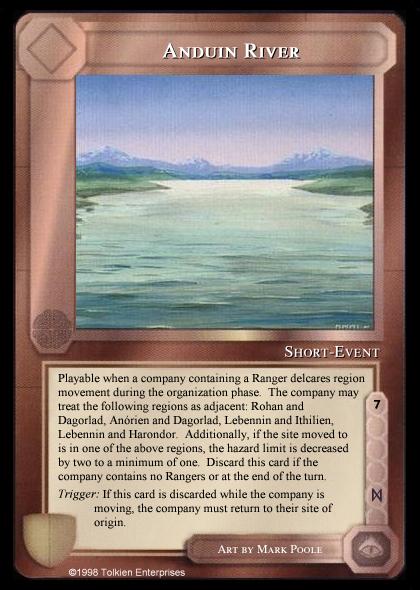 ANDUIN RIVER
SHORT-EVENT
Playable when a company containing a Ranger delcares region
movement during the organization phase. The company may
treat the following regions as adjacent: Rohan and
Dagorlad, Anórien and Dagorlad, Lebennin and Ithilien,
Lebennin and Harondor. Additionally, if the site moved to
is in one of the above regions, the hazard limit is decreased
by two to a minimum of one. Discard this card if the
company contains no Rangers or at the end of the turn.
Trigger: If this card is discarded while the company is
moving, the company must return to their site of
origin.
7
ART BY MARK POOLE
©1998 Tolkien Enterprises